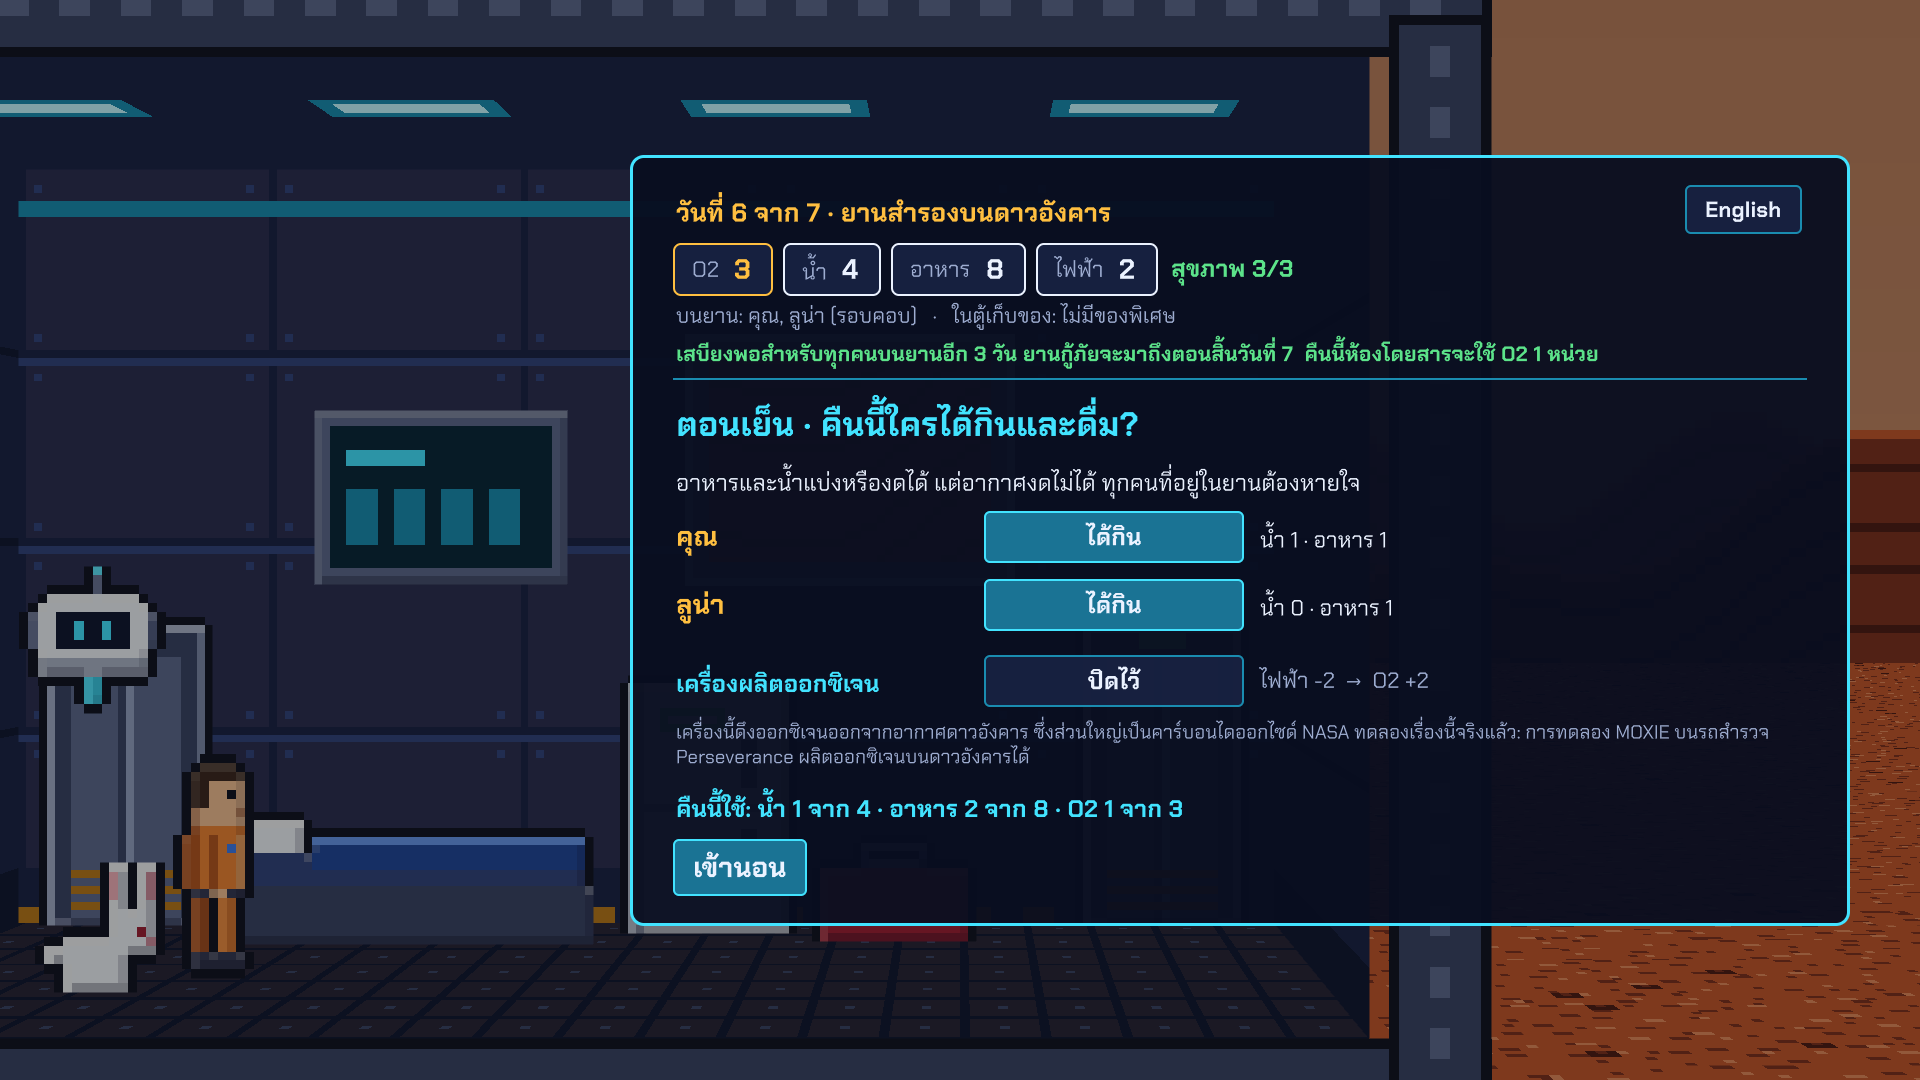 วันที่ 6 จาก 7 · ยานสำรองบนดาวอังคาร
English
O2 3 น้ำ 4 อาหาร 8 ไฟฟ้า 2 สุขภาพ 3/3
บนยาน: คุณ, ลูน่า (รอบคอบ) · ในตู้เก็บของ: ไม่มีของพิเศษ
เสบียงพอสำหรับทุกคนบนยานอีก 3 วัน ยานกู้ภัยจะมาถึงตอนสิ้นวันที่ 7 คืนนี้ห้องโดยสารจะใช้ O2 1 หน่วย
ตอนเย็น · คืนนี้ใครได้กินและดื่ม?
อาหารและน้ำแบ่งหรืองดได้ แต่อากาศงดไม่ได้ ทุกคนที่อยู่ในยานต้องหายใจ
คุณ ได้กิน น้ำ 1 · อาหาร 1
ลูน่า ได้กิน น้ำ 0 · อาหาร 1
เครื่องผลิตออกซิเจน ปิดไว้ ไฟฟ้า -2 → O2 +2
เครื่องนี้ดึงออกซิเจนออกจากอากาศดาวอังคาร ซึ่งส่วนใหญ่เป็นคาร์บอนไดออกไซด์ NASA ทดลองเรื่องนี้จริงแล้ว: การทดลอง MOXIE บนรถสำรวจ
Perseverance ผลิตออกซิเจนบนดาวอังคารได้
คืนนี้ใช้: น้ำ 1 จาก 4 · อาหาร 2 จาก 8 · O2 1 จาก 3
เข้านอน